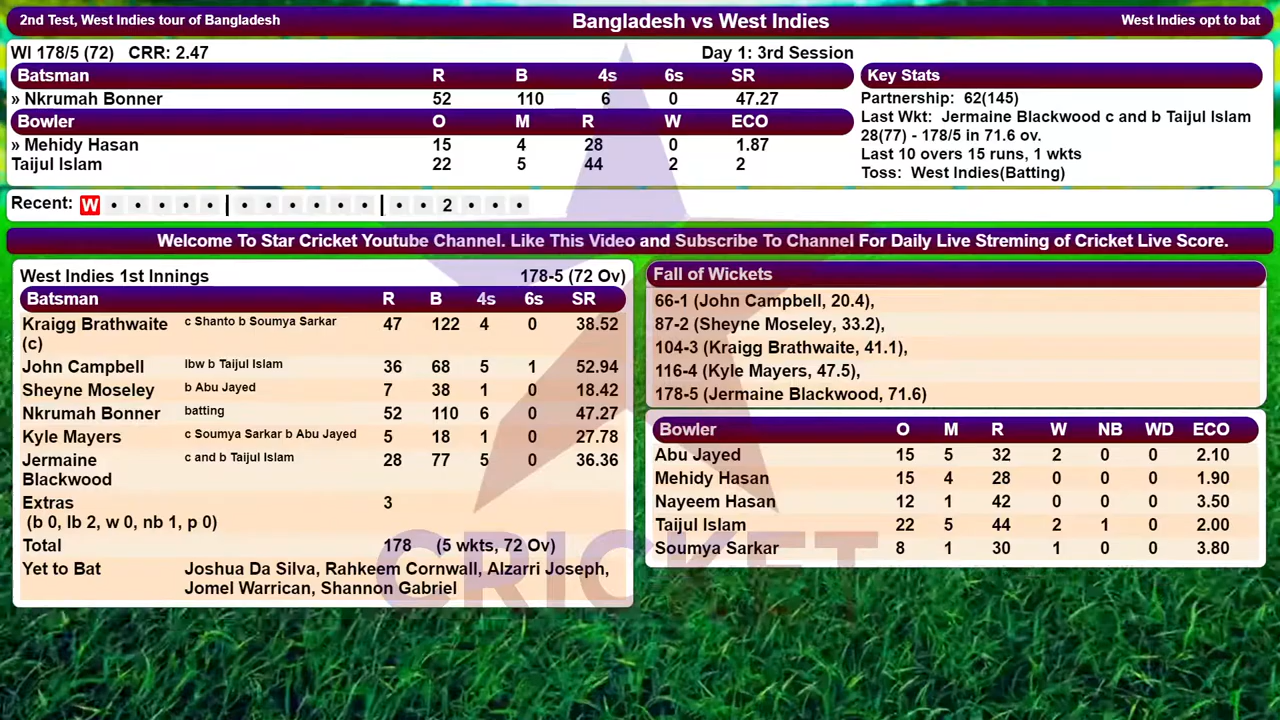 2nd Test, West Indies tour of Bangladesh Bangladesh vs West Indies West Indies opt to bat
WI 178/5 (72) CRR: 2.47 Day 1: 3rd Session
Batsman R B 4s 6s SR
» Nkrumah Bonner 52 110 6 0 47.27
Bowler O M R W ECO
» Mehidy Hasan 15 4 28 0 1.87
Taijul Islam 22 5 44 2 2
Key Stats
Partnership: 62(145)
Last Wkt: Jermaine Blackwood c and b Taijul Islam
28(77) - 178/5 in 71.6 ov.
Last 10 overs 15 runs, 1 wkts
Toss: West Indies(Batting)
Recent: W • • • • • | • • • • • • | • • 2 • • •
Welcome To Star Cricket Youtube Channel. Like This Video and Subscribe To Channel For Daily Live Streming of Cricket Live Score.
West Indies 1st Innings 178-5 (72 Ov)
Batsman R B 4s 6s SR
Kraigg Brathwaite c Shanto b Soumya Sarkar 47 122 4 0 38.52
(c)
John Campbell lbw b Taijul Islam 36 68 5 1 52.94
Sheyne Moseley b Abu Jayed 7 38 1 0 18.42
Nkrumah Bonner batting 52 110 6 0 47.27
Kyle Mayers c Soumya Sarkar b Abu Jayed 5 18 1 0 27.78
Jermaine c and b Taijul Islam 28 77 5 0 36.36
Blackwood
Extras 3
(b 0, lb 2, w 0, nb 1, p 0)
Total 178 (5 wkts, 72 Ov)
Yet to Bat Joshua Da Silva, Rahkeem Cornwall, Alzarri Joseph,
Jomel Warrican, Shannon Gabriel
Fall of Wickets
66-1 (John Campbell, 20.4),
87-2 (Sheyne Moseley, 33.2),
104-3 (Kraigg Brathwaite, 41.1),
116-4 (Kyle Mayers, 47.5),
178-5 (Jermaine Blackwood, 71.6)
Bowler O M R W NB WD ECO
Abu Jayed 15 5 32 2 0 0 2.10
Mehidy Hasan 15 4 28 0 0 0 1.90
Nayeem Hasan 12 1 42 0 0 0 3.50
Taijul Islam 22 5 44 2 1 0 2.00
Soumya Sarkar 8 1 30 1 0 0 3.80
CRICKET